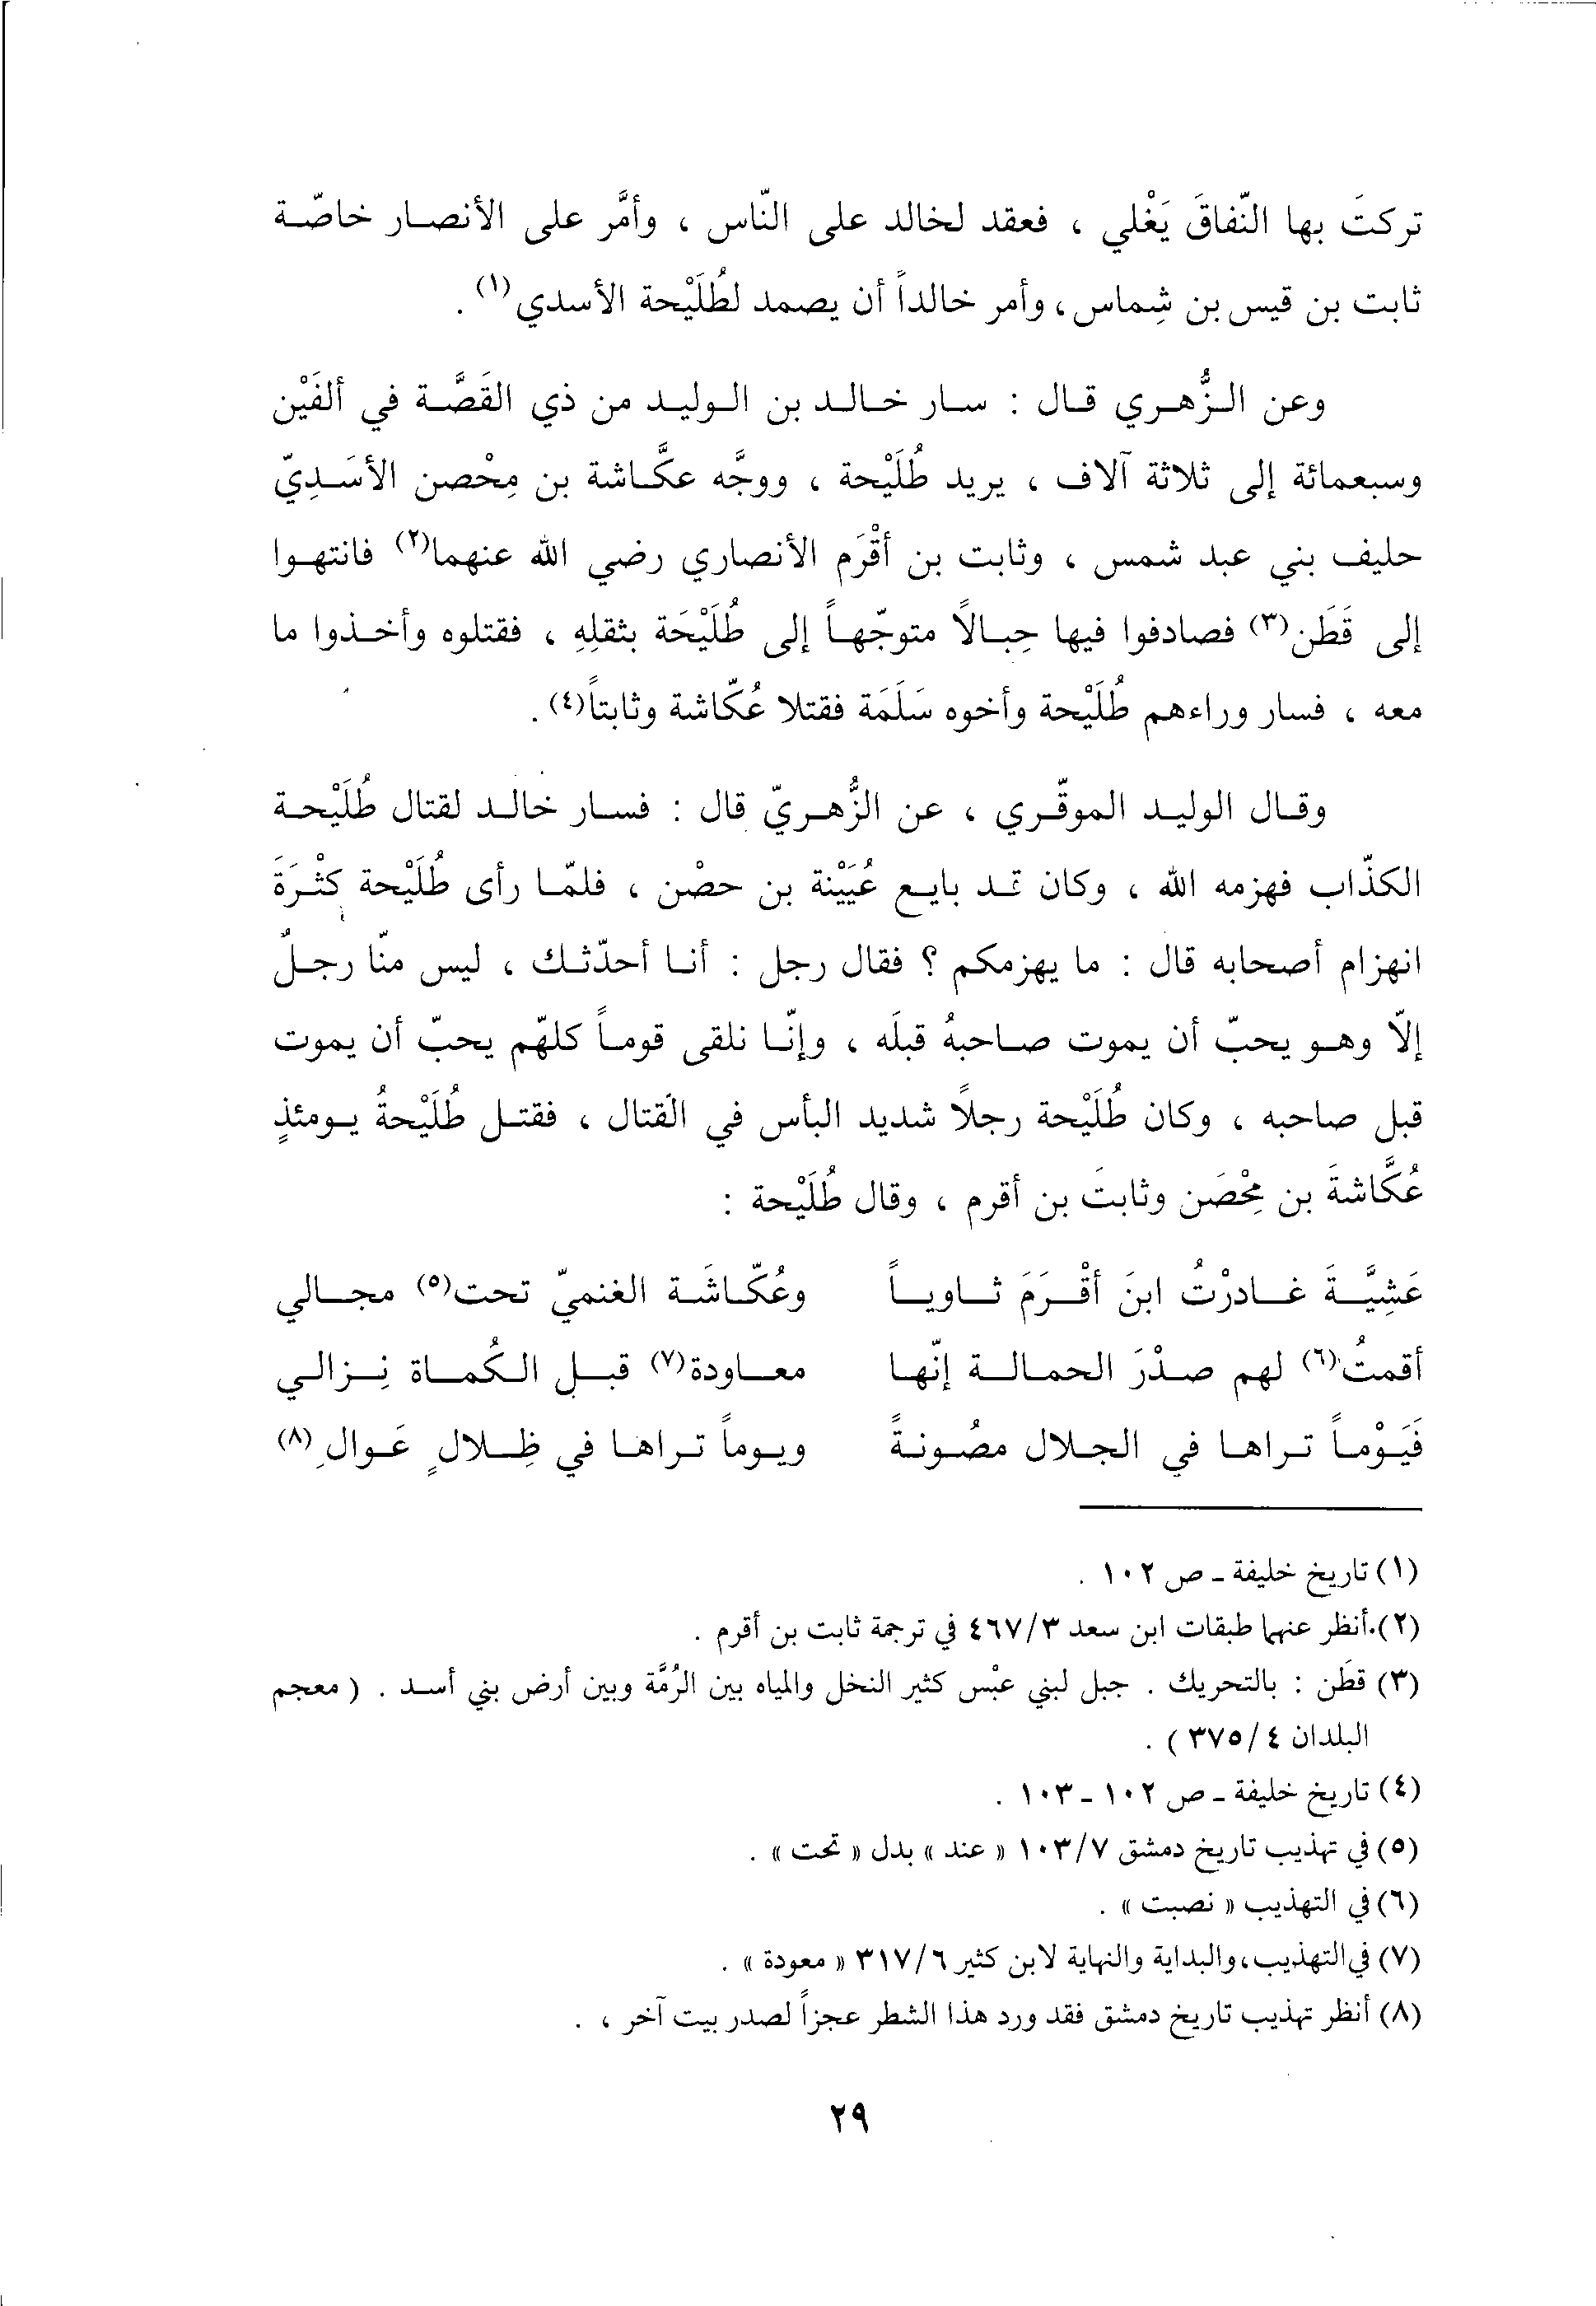 تركتَ بها النّفاقَ يَغْلي ، فعقد لخالد على النّاس ، وأمَّر على الأنصار خاصّة
ثابت بن قيس بن شِماس، وأمر خالداً أن يصمد لطُلَيْحة الأسدي(١) .
وعن الزُّهري قال : سار خالد بن الوليد من ذي القَصَّة في ألفَيْن
وسبعمائة إلى ثلاثة آلاف ، يريد طُلَيْحة ، ووجَّه عكَّاشة بن مِحْصن الأسَدِيّ
حليف بني عبد شمس ، وثابت بن أقْرَم الأنصاري رضي الله عنهما(٢) فانتهوا
إلى قَطَن(٣) فصادفوا فيها حِبالًا متوجّهاً إلى طُلَيْحَة بثقلِهِ ، فقتلوه وأخذوا ما
معه ، فسار وراءهم طُلَيْحة وأخوه سَلَمَة فقتلا عُكّاشة وثابتاً(٤).
وقال الوليد الموقّري ، عن الزُّهريّ قال : فسار خالد لقتال طُلَيْحة
الكذّاب فهزمه الله ، وكان قد بايع عُيَيْنة بن حصْن ، فلمّا رأى طُلَيْحة كثْرَةَ
انهزام أصحابه قال : ما يهزمكم ؟ فقال رجل : أنا أحدّثك ، ليس منّا رجلٌ
إلّا وهو يحبّ أن يموت صاحبهُ قبلَه ، وإنّا نلقى قوماً كلهّم يحبّ أن يموت
قبل صاحبه ، وكان طُلَيْحة رجلًا شديد البأس في القتال ، فقتل طُلَيْحةُ يومئذٍ
عُكَّاشةَ بن مِحْصَن وثابتَ بن أقرم ، وقال طُلَيْحة :
عَشِيَّةَ غادرْتُ ابنَ أقْرَمَ ثاوياً وعُكّاشَة الغنميّ تحت(٥) مجالي
أقمتُ(٦) لهم صدْرَ الحمالة إنّها معاودة(٧) قبل الكُماة نِزالي
فَيَوْماً تراها في الجلال مصُونةً ويوماً تراها في ظِلالٍ عَوالِ(٨)
(١) تاريخ خليفة - ص ١٠٢ .
(٢) أنظر عنهما طبقات ابن سعد ٣/٤٦٧ في ترجمة ثابت بن أقرم .
(٣) قطَن : بالتحريك . جبل لبني عبْس كثير النخل والمياه بين الرُمَّة وبين أرض بني أسد . ( معجم
البلدان ٤/٣٧٥ ) .
(٤) تاريخ خليفة - ص ١٠٢ - ١٠٣ .
(٥) في تهذيب تاريخ دمشق ٧/١٠٣ « عند » بدل « تحت » .
(٦) في التهذيب « نصبت » .
(٧) في التهذيب، والبداية والنهاية لابن كثير ٦/٣١٧ « معودة » .
(٨) أنظر تهذيب تاريخ دمشق فقد ورد هذا الشطر عجزاً لصدر بيت آخر ، .
٢٩